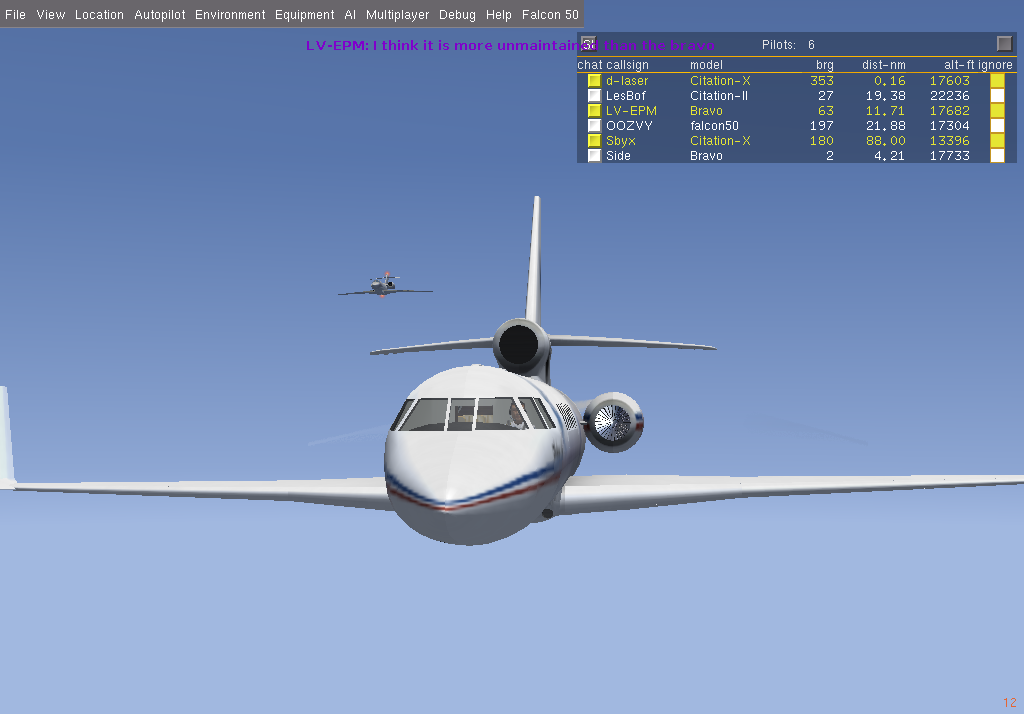 File View Location Autopilot Environment Equipment AI Multiplayer Debug Help Falcon 50
LV-EPM: I think it is more unmaintained than the bravo
Pilots: 6
chat callsign model brg dist-nm alt-ft ignore
d-laser Citation-X 353 0.16 17603
LesBof Citation-II 27 19.38 22236
LV-EPM Bravo 63 11.71 17682
OOZVY falcon50 197 21.88 17304
Sbyx Citation-X 180 88.00 13396
Side Bravo 2 4.21 17733
12